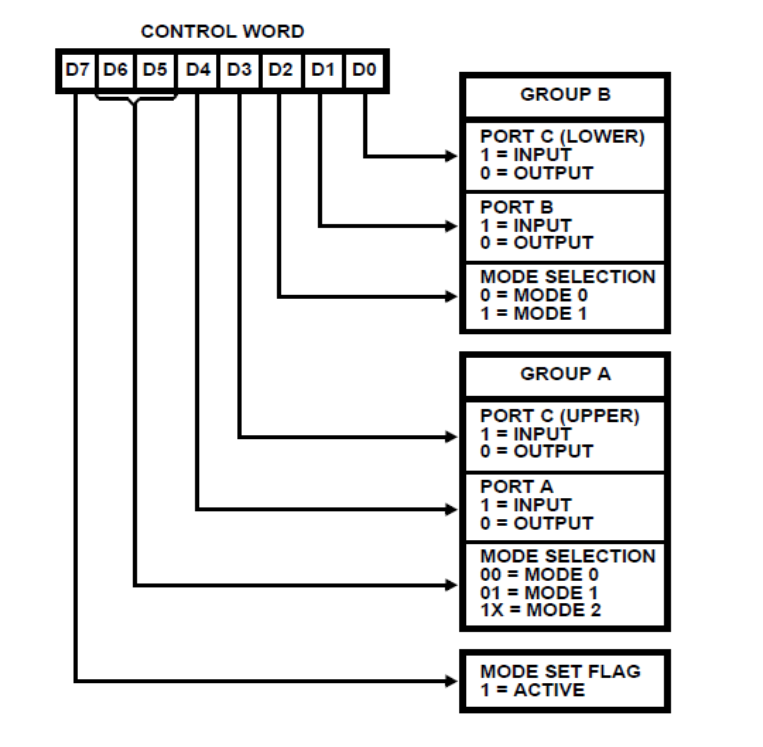 CONTROL WORD
D7 D6 D5 D4 D3 D2 D1 D0
GROUP B
PORT C (LOWER)
1 = INPUT
0 = OUTPUT
PORT B
1 = INPUT
0 = OUTPUT
MODE SELECTION
0 = MODE 0
1 = MODE 1
GROUP A
PORT C (UPPER)
1 = INPUT
0 = OUTPUT
PORT A
1 = INPUT
0 = OUTPUT
MODE SELECTION
00 = MODE 0
01 = MODE 1
1X = MODE 2
MODE SET FLAG
1 = ACTIVE